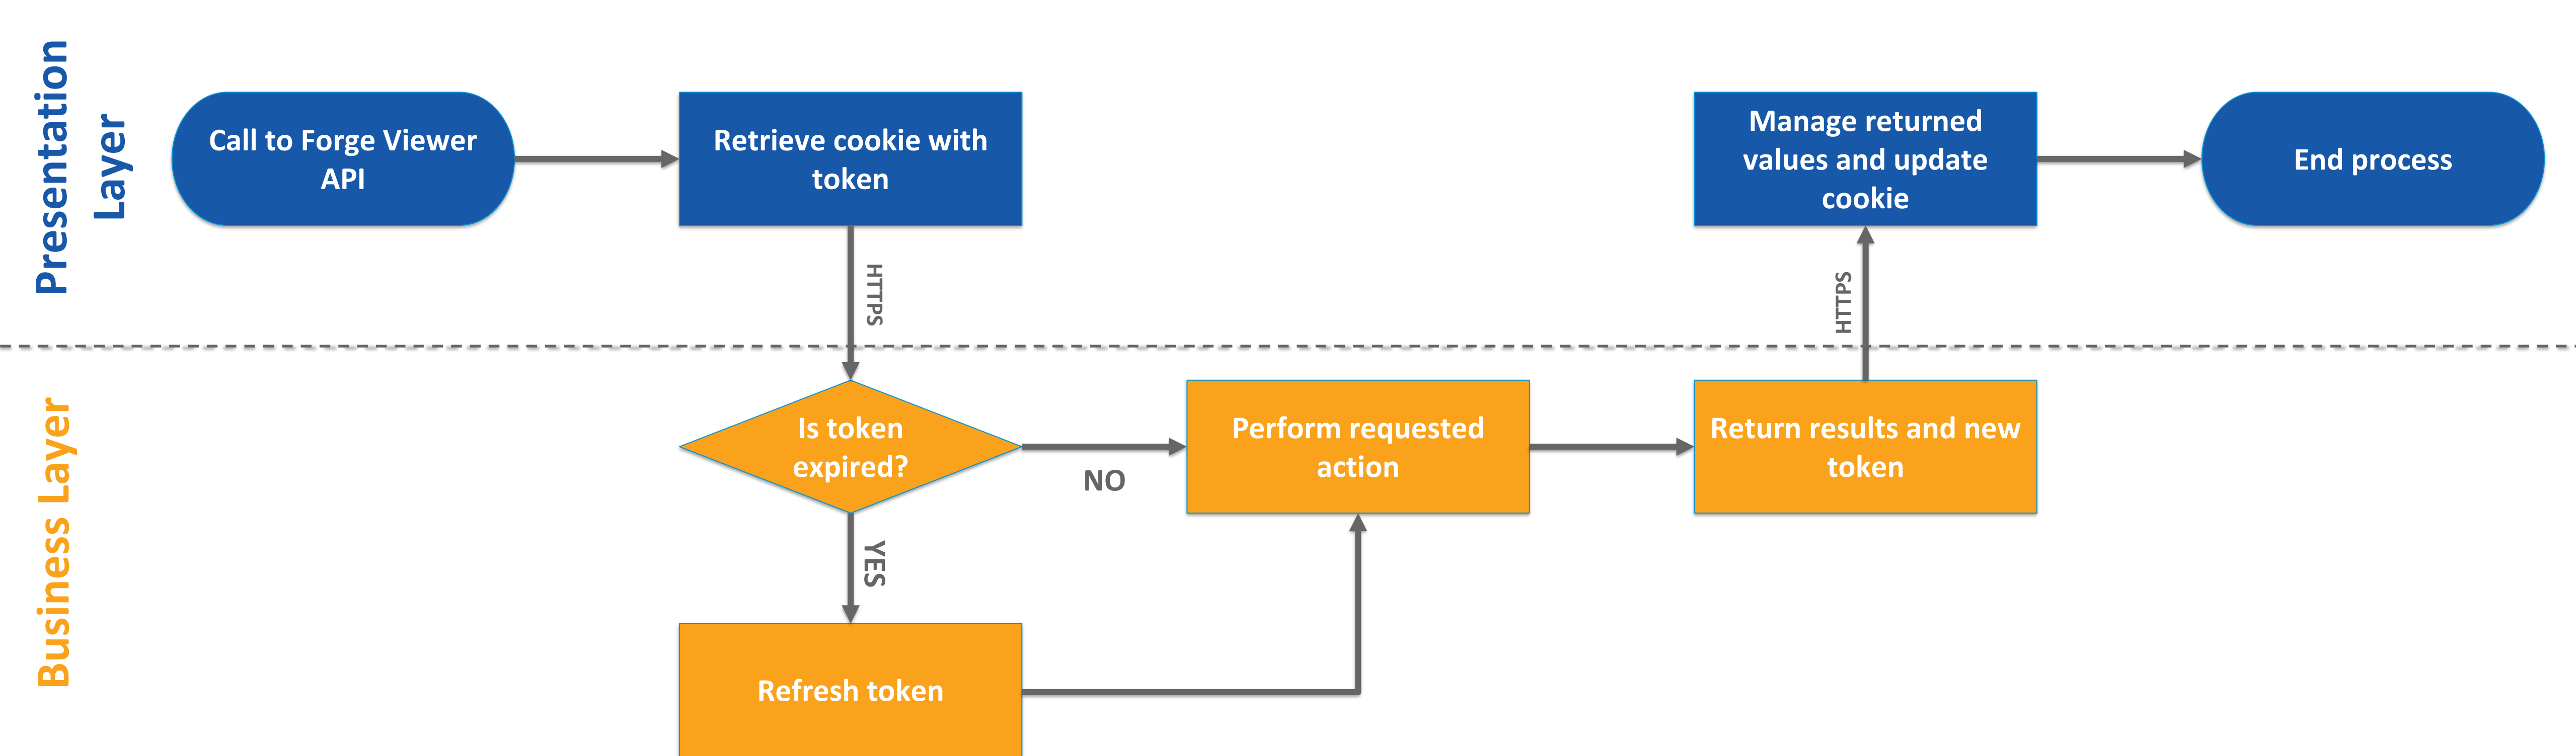 Presentation
Layer
Call to Forge Viewer
API
Retrieve cookie with
token
Manage returned
values and update
cookie
End process
HTTPS
HTTPS
Business Layer
Is token
expired?
NO
Perform requested
action
Return results and new
token
YES
Refresh token